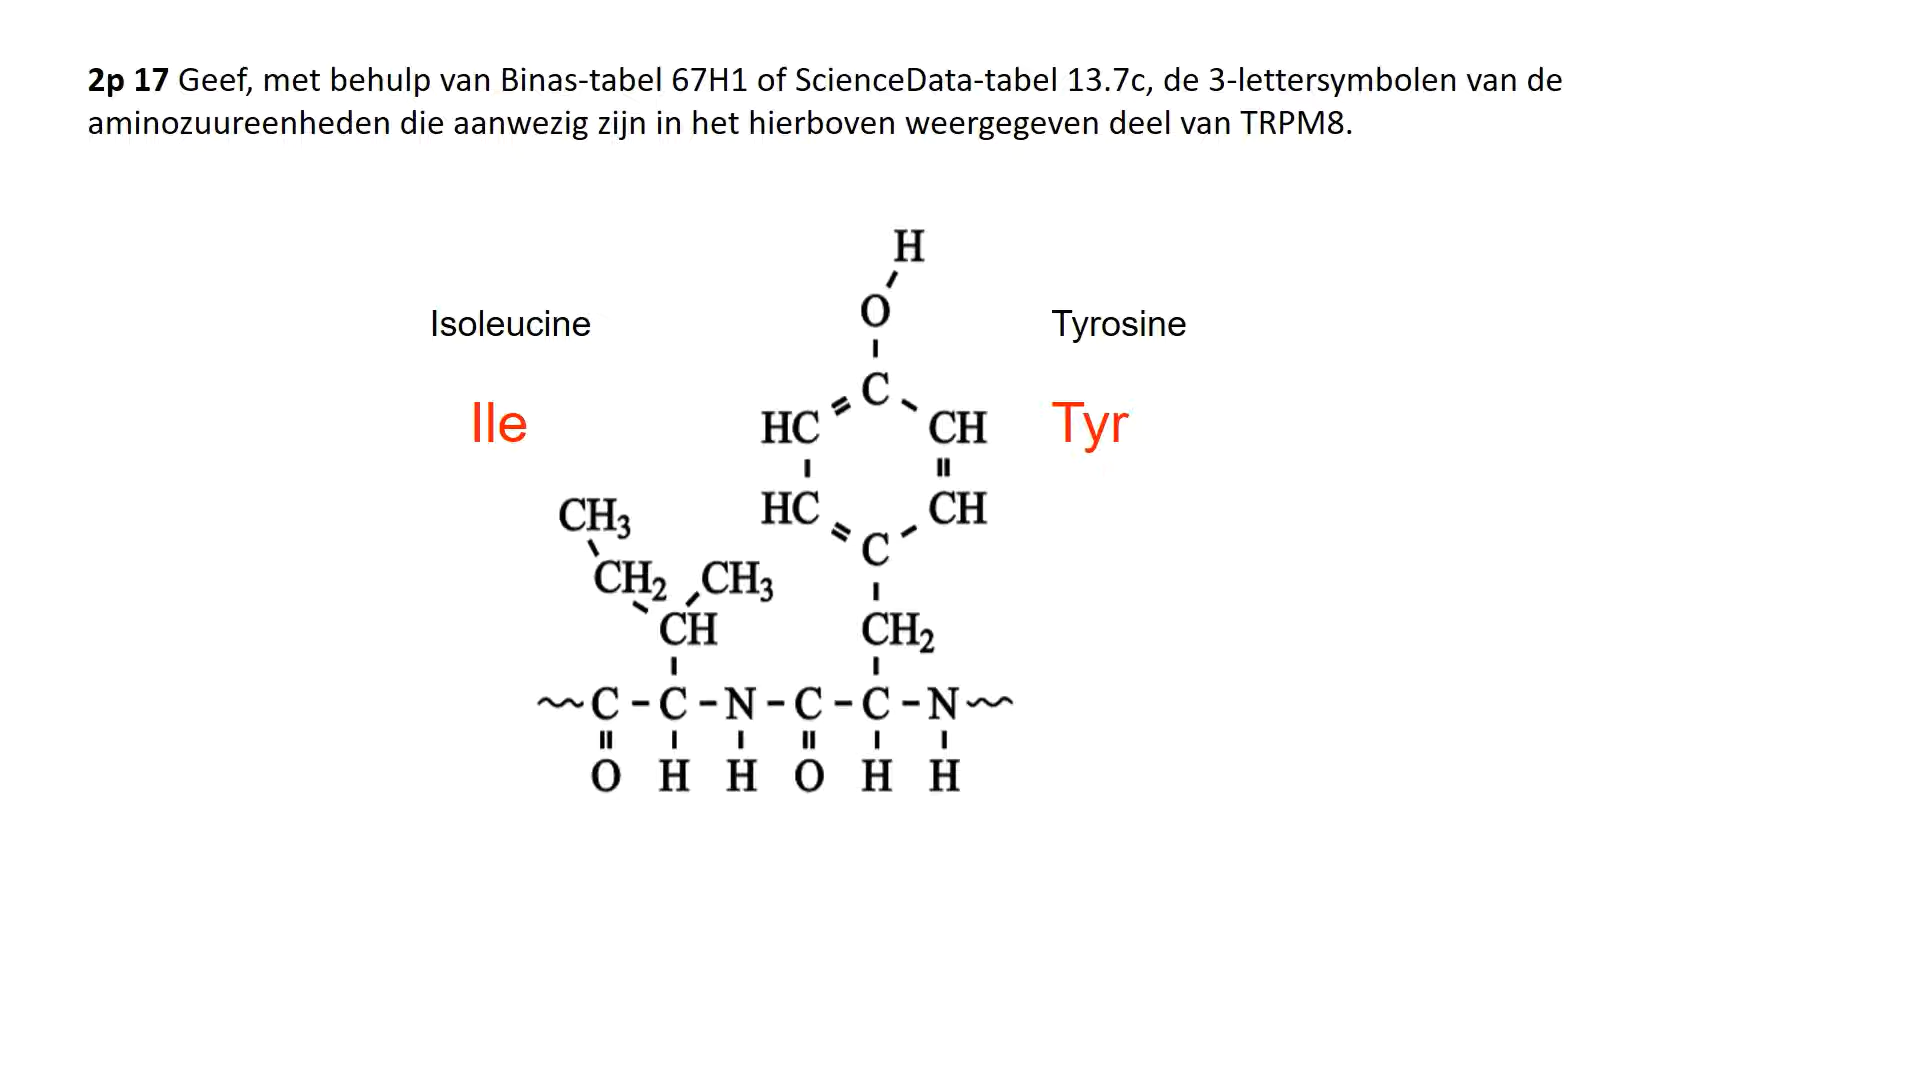 2p 17 Geef, met behulp van Binas-tabel 67H1 of ScienceData-tabel 13.7c, de 3-lettersymbolen van de
aminozuureenheden die aanwezig zijn in het hierboven weergegeven deel van TRPM8.
H
O
Isoleucine
Tyrosine
C
Ile
HC
CH
Tyr
HC
CH
CH3
C
CH2
CH3
CH
CH2
C - C - N - C - C - N
O H H O H H